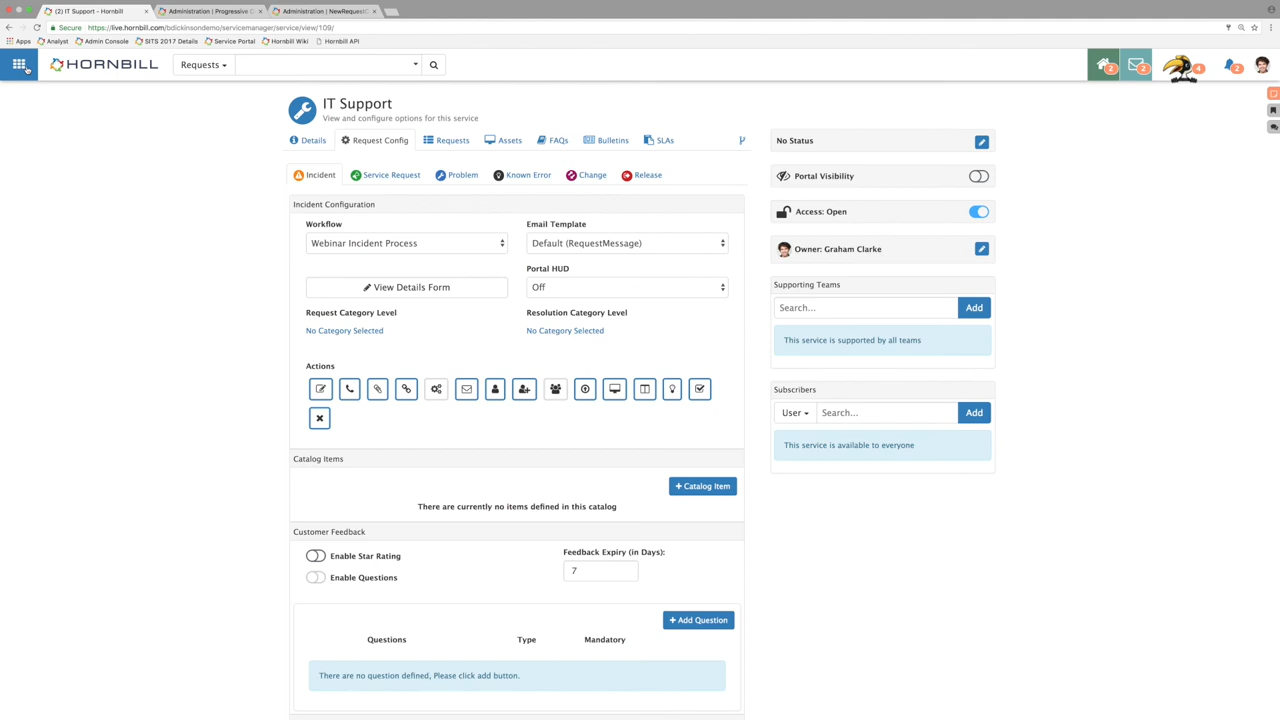 (2) IT Support - Hornbill
Administration | Progressive C
Administration | NewRequestC
Secure
https://live.hornbill.com/bdickinsondemo/servicemanager/service/view/109/
Apps
Analyst
Admin Console
SITS 2017 Details
Service Portal
Hornbill Wiki
Hornbill API
HORNBILL
Requests
2
2
4
2
IT Support
View and configure options for this service
Details
Request Config
Requests
Assets
FAQs
Bulletins
SLAs
Incident
Service Request
Problem
Known Error
Change
Release
Incident Configuration
Workflow
Email Template
Webinar Incident Process
Default (RequestMessage)
Portal HUD
View Details Form
Off
Request Category Level
Resolution Category Level
No Category Selected
No Category Selected
Actions
Catalog Items
+ Catalog Item
There are currently no items defined in this catalog
Customer Feedback
Enable Star Rating
Feedback Expiry (in Days):
7
Enable Questions
+ Add Question
Questions
Type
Mandatory
There are no question defined, Please click add button.
No Status
Portal Visibility
Access: Open
Owner: Graham Clarke
Supporting Teams
Search...
Add
This service is supported by all teams
Subscribers
User
Search...
Add
This service is available to everyone